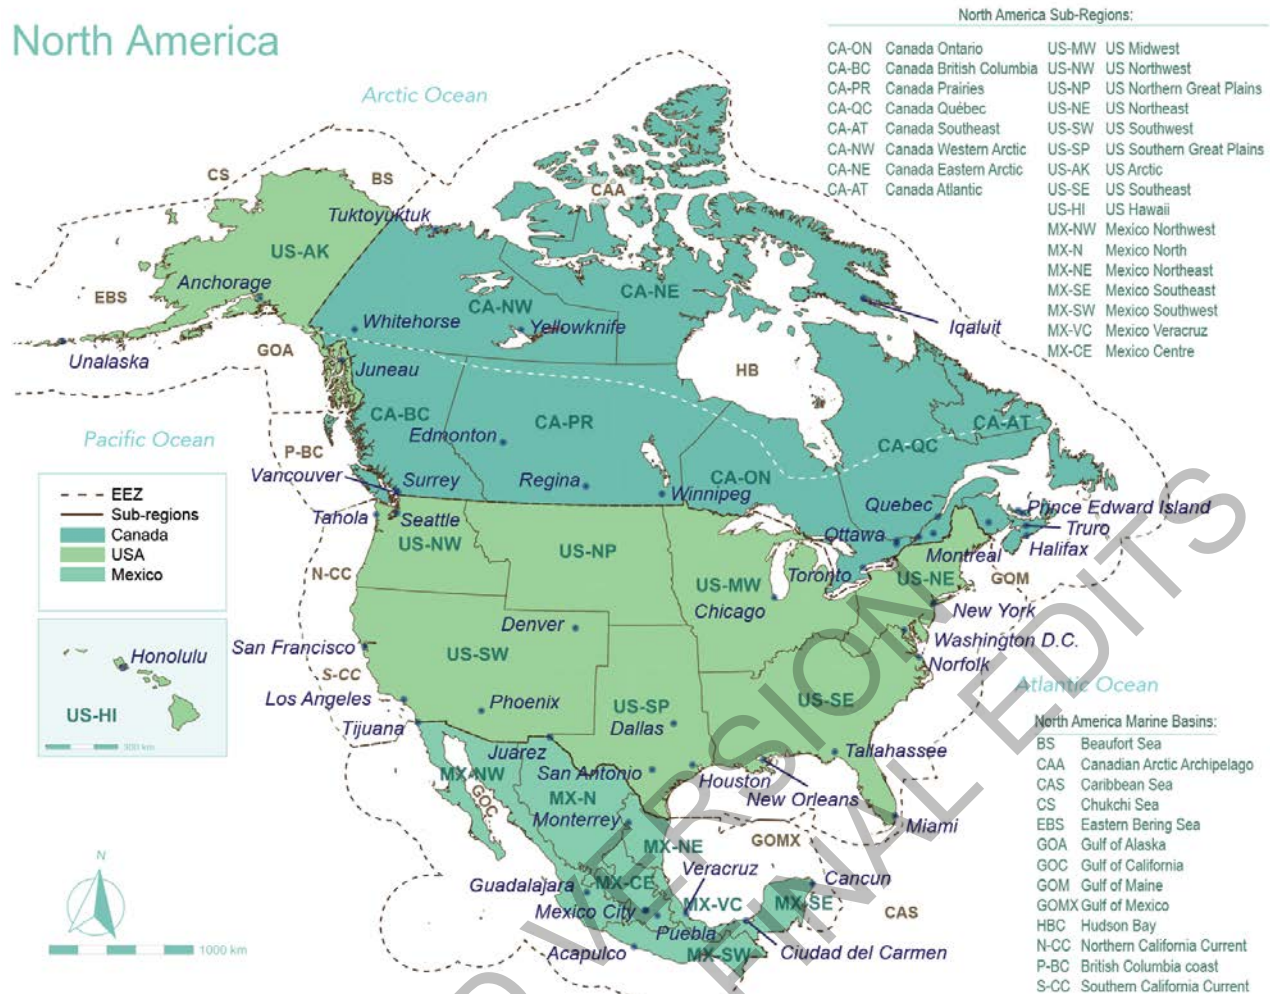 North America
North America Sub-Regions:
CA-ON Canada Ontario
CA-BC Canada British Columbia
CA-PR Canada Prairies
CA-QC Canada Québec
CA-AT Canada Southeast
CA-NW Canada Western Arctic
CA-NE Canada Eastern Arctic
CA-AT Canada Atlantic
US-MW US Midwest
US-NW US Northwest
US-NP US Northern Great Plains
US-NE US Northeast
US-SW US Southwest
US-SP US Southern Great Plains
US-AK US Arctic
US-SE US Southeast
US-HI US Hawaii
MX-NW Mexico Northwest
MX-N Mexico North
MX-NE Mexico Northeast
MX-SE Mexico Southeast
MX-SW Mexico Southwest
MX-VC Mexico Veracruz
MX-CE Mexico Centre
Arctic Ocean
CS
BS
CAA
Tuktoyuktuk
US-AK
Anchorage
EBS
CA-NE
CA-NW
Iqaluit
Whitehorse
Yellowknife
Unalaska
GOA
Juneau
HB
CA-BC
CA-PR
CA-AT
Edmonton
CA-QC
Pacific Ocean
P-BC
Vancouver
Surrey
Regina
Winnipeg
CA-ON
EEZ
Sub-regions
Canada
USA
Mexico
Tahola
Seattle
Quebec
Prince Edward Island
Truro
Ottawa
Halifax
Montreal
US-NW
US-NP
N-CC
US-MW
Toronto
US-NE
GOM
Chicago
New York
Denver
Washington D.C.
San Francisco
US-SW
Norfolk
S-CC
Honolulu
US-HI
300 km
Los Angeles
Phoenix
US-SP
US-SE
Atlantic Ocean
Tijuana
Dallas
Juarez
Tallahassee
San Antonio
MX-NW
Houston
GOC
MX-N
New Orleans
Monterrey
Miami
GOMX
MX-NE
Veracruz
Guadalajara
MX-CE
Cancun
Mexico City
MX-VC
MX-SE
CAS
Puebla
Acapulco
MX-SW
Ciudad del Carmen
N
1000 km
North America Marine Basins:
BS Beaufort Sea
CAA Canadian Arctic Archipelago
CAS Caribbean Sea
CS Chukchi Sea
EBS Eastern Bering Sea
GOA Gulf of Alaska
GOC Gulf of California
GOM Gulf of Maine
GOMX Gulf of Mexico
HBC Hudson Bay
N-CC Northern California Current
P-BC British Columbia coast
S-CC Southern California Current
VERSION
FINAL EDITS